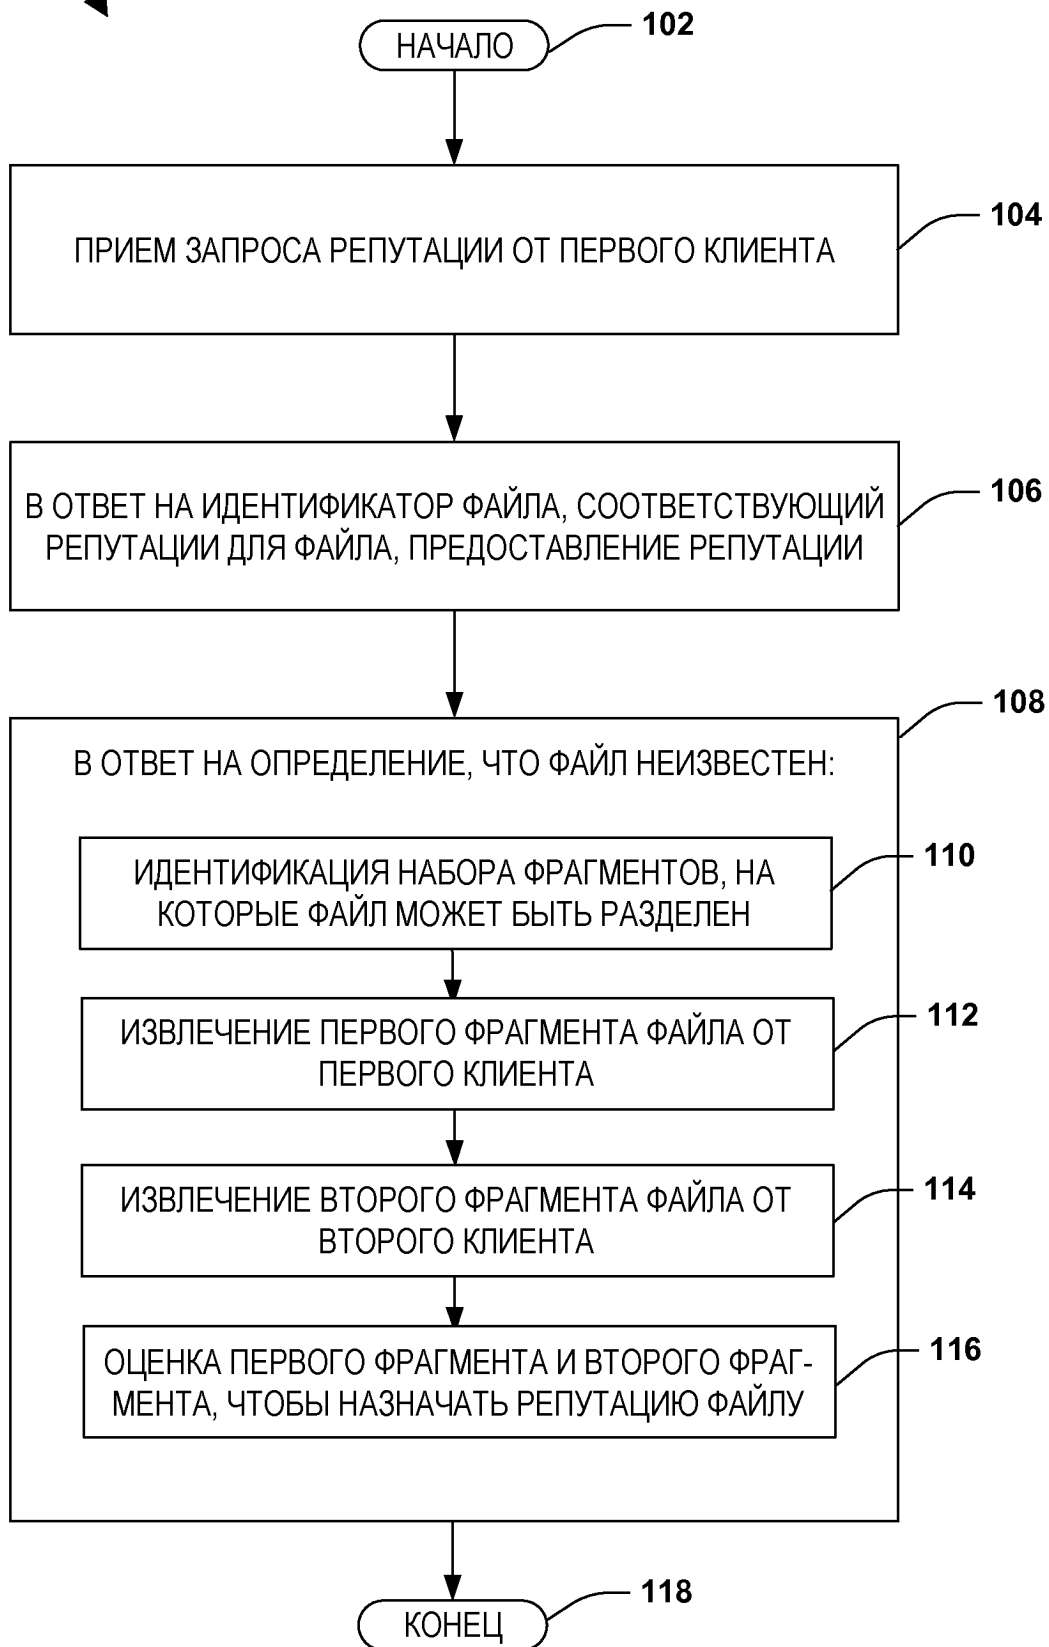 НАЧАЛО
102
ПРИЕМ ЗАПРОСА РЕПУТАЦИИ ОТ ПЕРВОГО КЛИЕНТА
104
В ОТВЕТ НА ИДЕНТИФИКАТОР ФАЙЛА, СООТВЕТСТВУЮЩИЙ
РЕПУТАЦИИ ДЛЯ ФАЙЛА, ПРЕДОСТАВЛЕНИЕ РЕПУТАЦИИ
106
108
В ОТВЕТ НА ОПРЕДЕЛЕНИЕ, ЧТО ФАЙЛ НЕИЗВЕСТЕН:
ИДЕНТИФИКАЦИЯ НАБОРА ФРАГМЕНТОВ, НА
КОТОРЫЕ ФАЙЛ МОЖЕТ БЫТЬ РАЗДЕЛЕН
110
ИЗВЛЕЧЕНИЕ ПЕРВОГО ФРАГМЕНТА ФАЙЛА ОТ
ПЕРВОГО КЛИЕНТА
112
ИЗВЛЕЧЕНИЕ ВТОРОГО ФРАГМЕНТА ФАЙЛА ОТ
ВТОРОГО КЛИЕНТА
114
ОЦЕНКА ПЕРВОГО ФРАГМЕНТА И ВТОРОГО ФРАГ-
МЕНТА, ЧТОБЫ НАЗНАЧАТЬ РЕПУТАЦИЮ ФАЙЛУ
116
КОНЕЦ
118